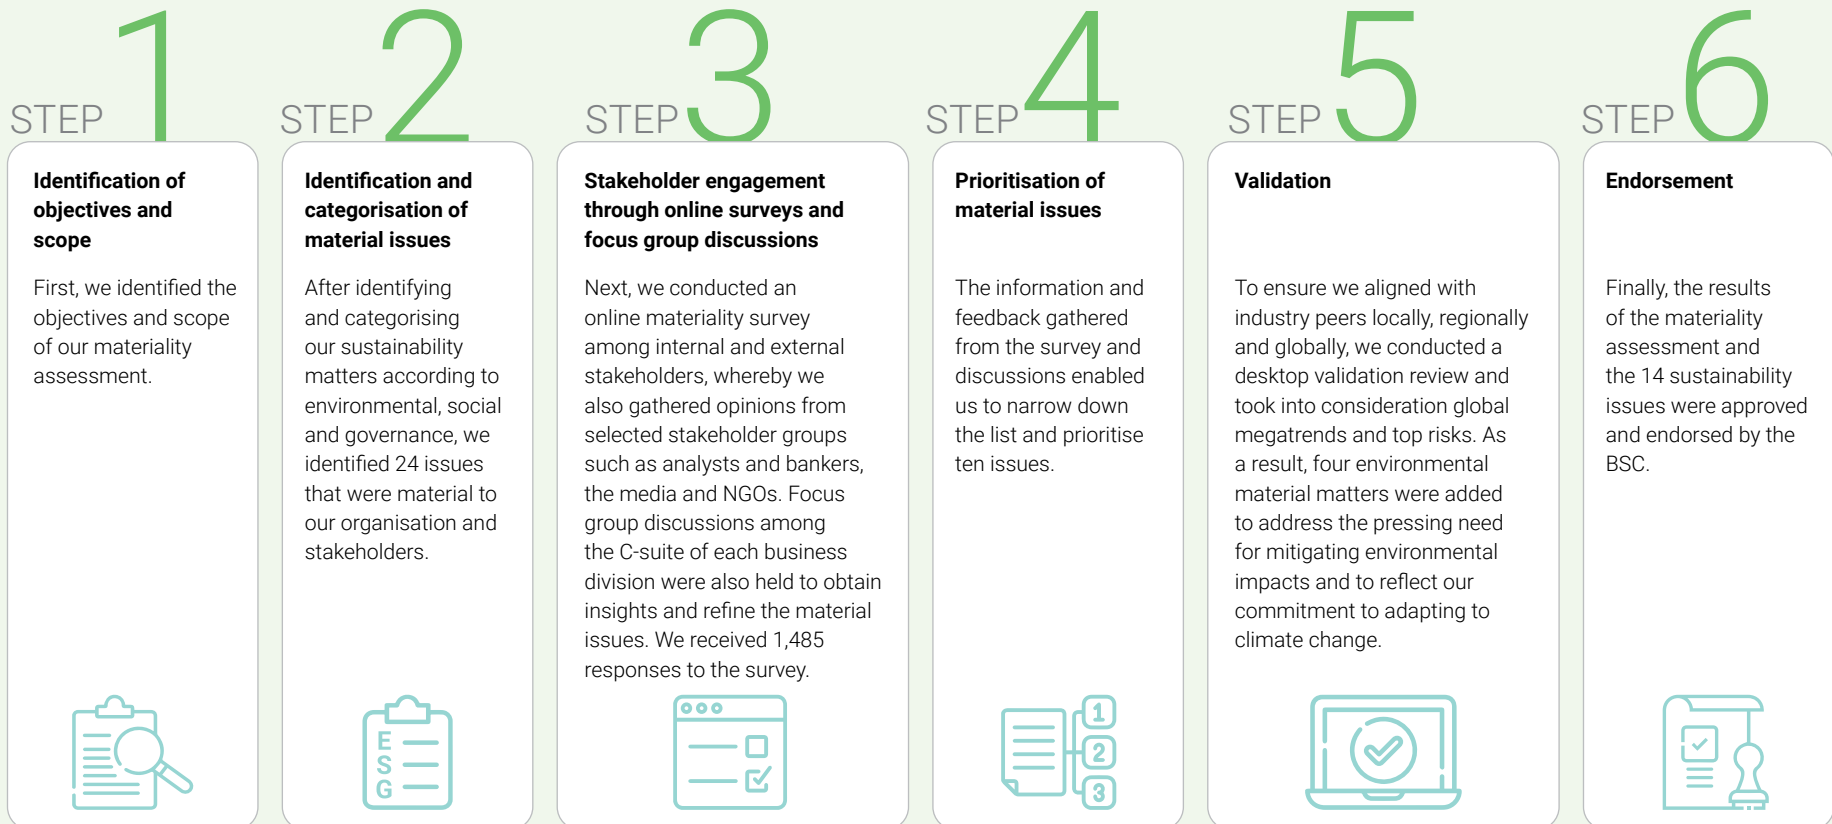 STEP 1
Identification of
objectives and
scope
First, we identified the
objectives and scope
of our materiality
assessment.
STEP 2
Identification and
categorisation of
material issues
After identifying
and categorising
our sustainability
matters according to
environmental, social
and governance, we
identified 24 issues
that were material to
our organisation and
stakeholders.
E
S
G
STEP 3
Stakeholder engagement
through online surveys and
focus group discussions
Next, we conducted an
online materiality survey
among internal and external
stakeholders, whereby we
also gathered opinions from
selected stakeholder groups
such as analysts and bankers,
the media and NGOs. Focus
group discussions among
the C-suite of each business
division were also held to obtain
insights and refine the material
issues. We received 1,485
responses to the survey.
STEP 4
Prioritisation of
material issues
The information and
feedback gathered
from the survey and
discussions enabled
us to narrow down
the list and prioritise
ten issues.
1
2
3
STEP 5
Validation
To ensure we aligned with
industry peers locally, regionally
and globally, we conducted a
desktop validation review and
took into consideration global
megatrends and top risks. As
a result, four environmental
material matters were added
to address the pressing need
for mitigating environmental
impacts and to reflect our
commitment to adapting to
climate change.
STEP 6
Endorsement
Finally, the results
of the materiality
assessment and
the 14 sustainability
issues were approved
and endorsed by the
BSC.